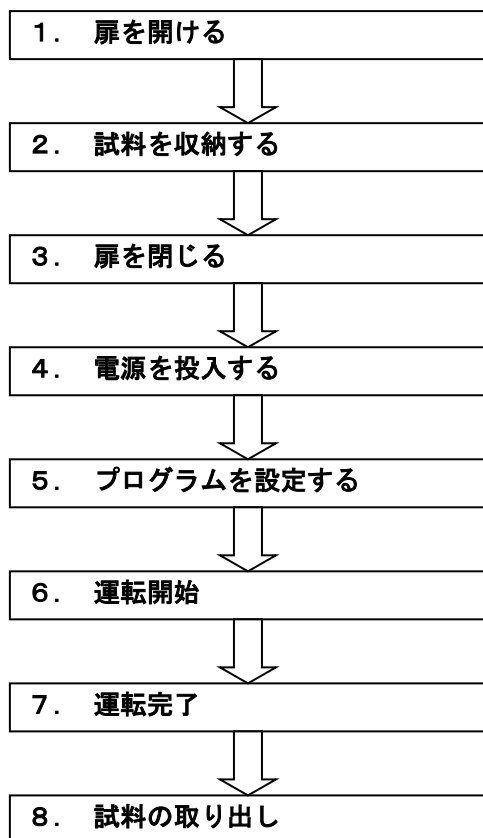 １. 扉を開ける
２. 試料を収納する
３. 扉を閉じる
４. 電源を投入する
５. プログラムを設定する
６. 運転開始
７. 運転完了
８. 試料の取り出し